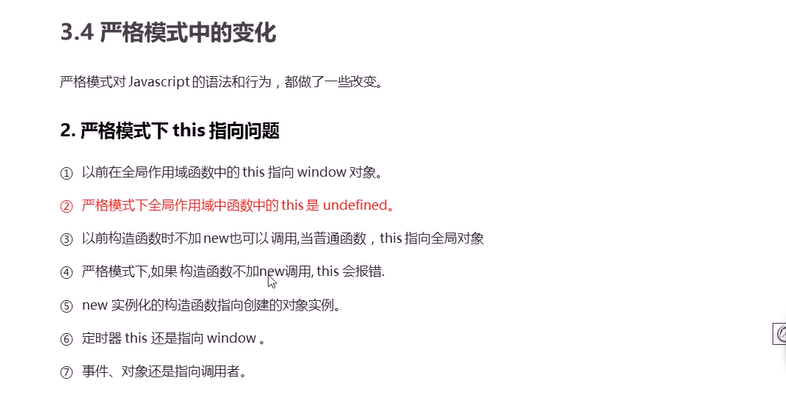 3.4 严格模式中的变化
严格模式对 Javascript 的语法和行为，都做了一些改变。
2. 严格模式下 this 指向问题
① 以前在全局作用域函数中的 this 指向 window 对象。
② 严格模式下全局作用域中函数中的 this 是 undefined。
③ 以前构造函数时不加 new也可以 调用,当普通函数，this 指向全局对象
④ 严格模式下,如果 构造函数不加new调用, this 会报错.
⑤ new 实例化的构造函数指向创建的对象实例。
⑥ 定时器 this 还是指向 window 。
⑦ 事件、对象还是指向调用者。